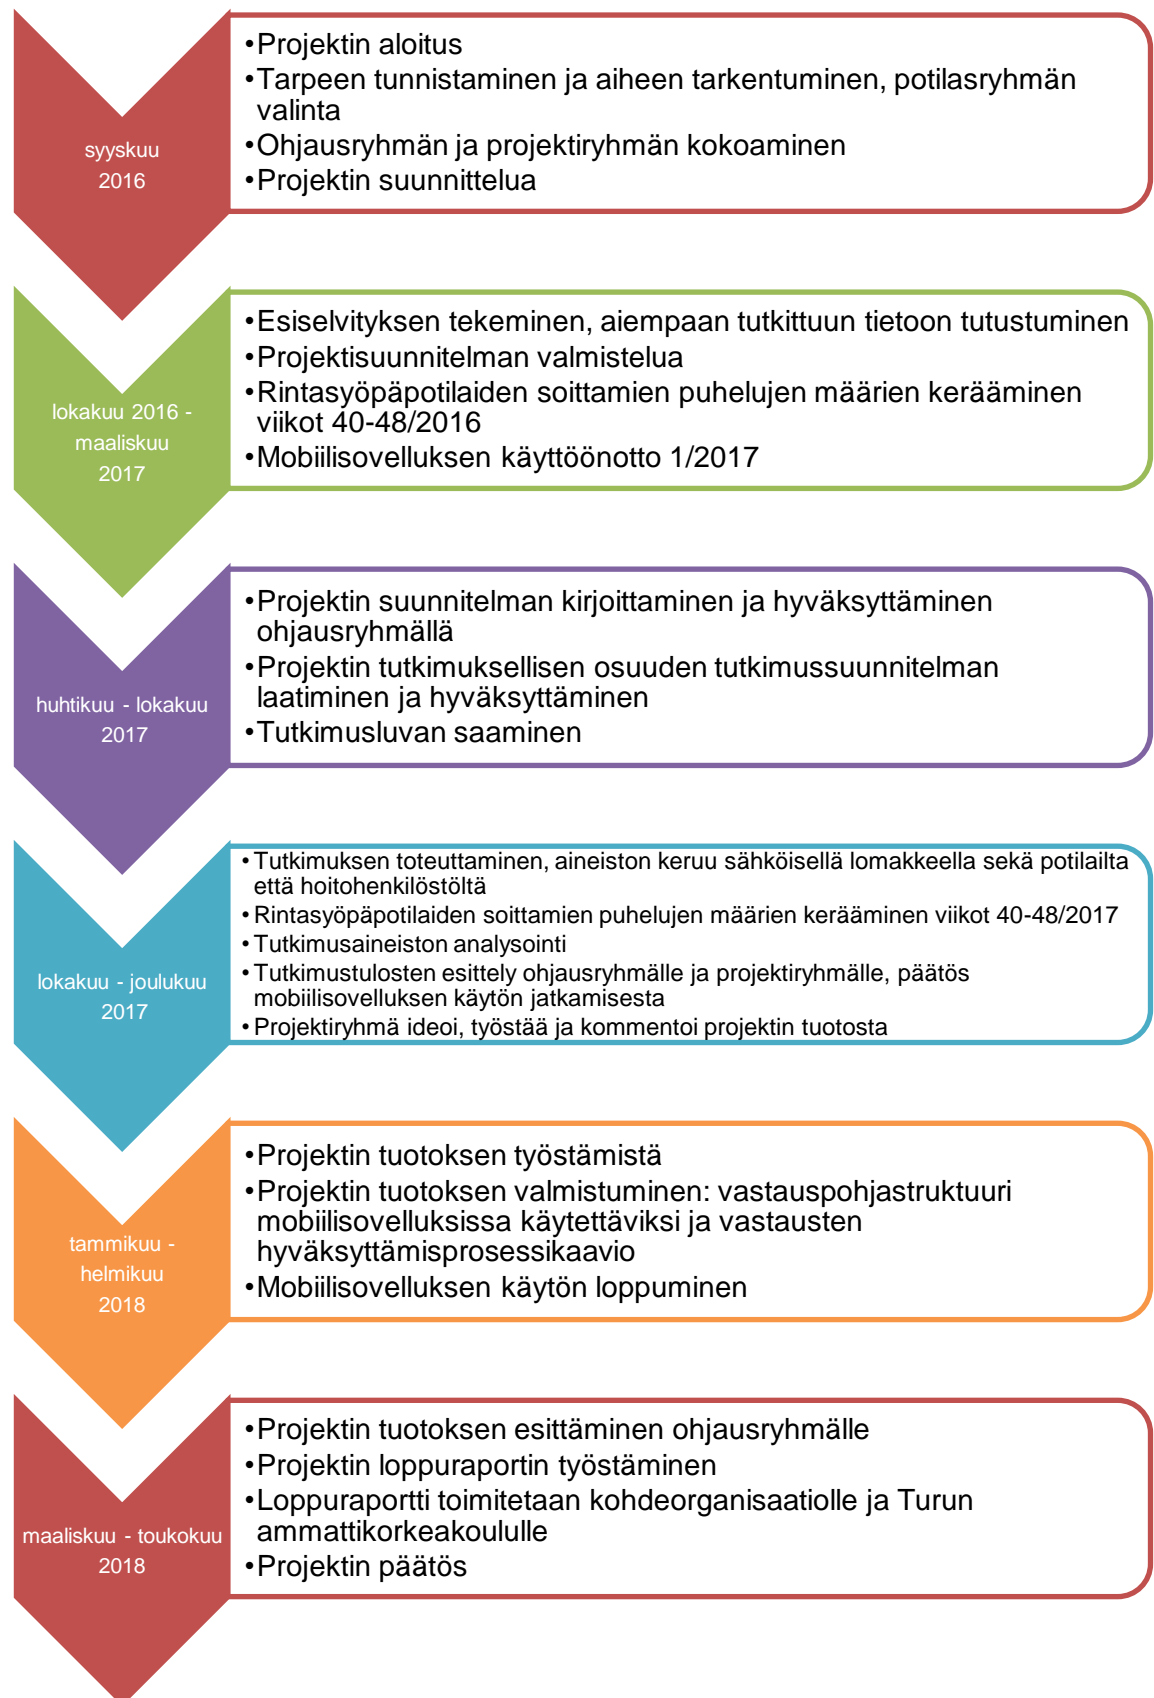 syyskuu
2016
•Projektin aloitus
•Tarpeen tunnistaminen ja aiheen tarkentuminen, potilasryhmän
valinta
•Ohjausryhmän ja projektiryhmän kokoaminen
•Projektin suunnittelua
lokakuu 2016 -
maaliskuu
2017
•Esiselvityksen tekeminen, aiempaan tutkittuun tietoon tutustuminen
•Projektisuunnitelman valmistelua
•Rintasyöpäpotilaiden soittamien puhelujen määrien kerääminen
viikot 40-48/2016
•Mobiilisovelluksen käyttöönotto 1/2017
huhtikuu - lokakuu
2017
•Projektin suunnitelman kirjoittaminen ja hyväksyttäminen
ohjausryhmällä
•Projektin tutkimuksellisen osuuden tutkimussuunnitelman
laatiminen ja hyväksyttäminen
•Tutkimusluvan saaminen
lokakuu - joulukuu
2017
•Tutkimuksen toteuttaminen, aineiston keruu sähköisellä lomakkeella sekä potilailta
että hoitohenkilöstöltä
•Rintasyöpäpotilaiden soittamien puhelujen määrien kerääminen viikot 40-48/2017
•Tutkimusaineiston analysointi
•Tutkimustulosten esittely ohjausryhmälle ja projektiryhmälle, päätös
mobiilisovelluksen käytön jatkamisesta
•Projektiryhmä ideoi, työstää ja kommentoi projektin tuotosta
tammikuu -
helmikuu
2018
•Projektin tuotoksen työstämistä
•Projektin tuotoksen valmistuminen: vastauspohjastruktuuri
mobiilisovelluksissa käytettäviksi ja vastausten
hyväksyttämisprosessikaavio
•Mobiilisovelluksen käytön loppuminen
maaliskuu - toukokuu
2018
•Projektin tuotoksen esittäminen ohjausryhmälle
•Projektin loppuraportin työstäminen
•Loppuraportti toimitetaan kohdeorganisaatiolle ja Turun
ammattikorkeakoululle
•Projektin päätös